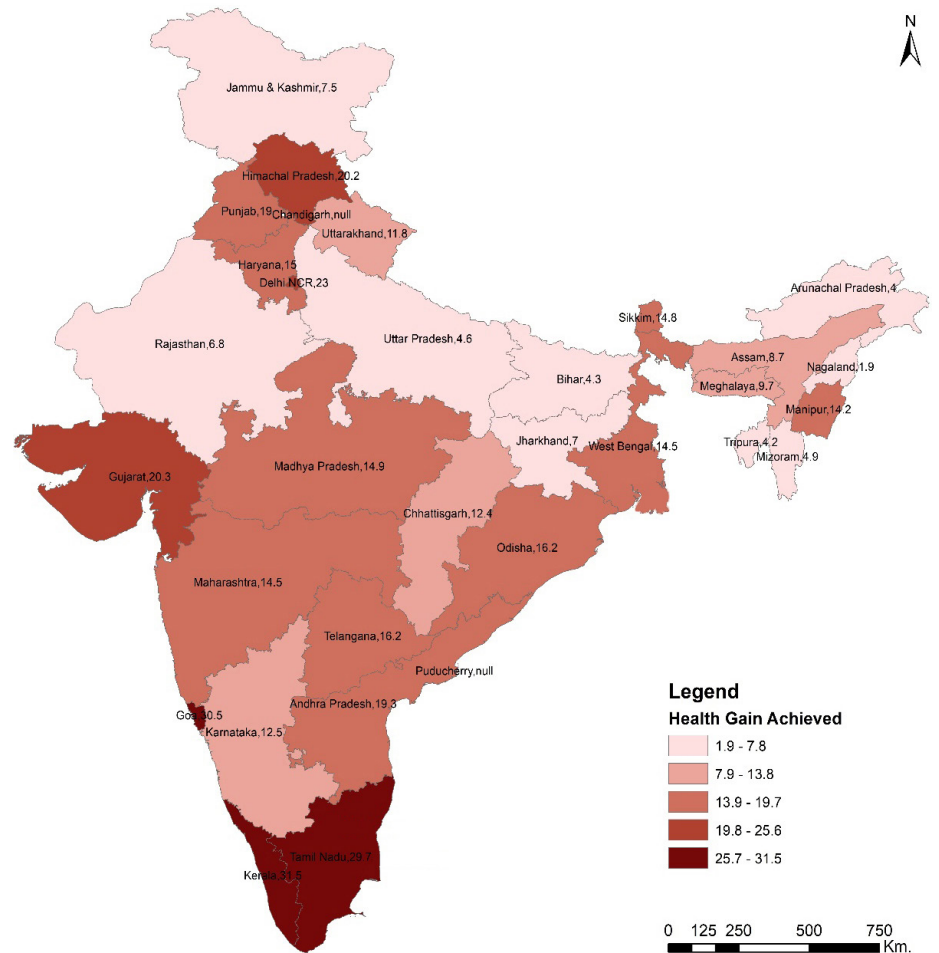 N
Jammu & Kashmir,7.5
Himachal Pradesh,20.2
Punjab,19
Chandigarh,null
Uttarakhand,11.8
Haryana,15
Delhi NCR,23
Arunachal Pradesh,4
Sikkim,14.8
Rajasthan,6.8
Uttar Pradesh,4.6
Assam,8.7
Nagaland,1.9
Bihar,4.3
Meghalaya,9.7
Manipur,14.2
Jharkhand,7
West Bengal,14.5
Tripura,4.2
Mizoram,4.9
Madhya Pradesh,14.9
Gujarat,20.3
Chhattisgarh,12.4
Odisha,16.2
Maharashtra,14.5
Telangana,16.2
Puducherry,null
Andhra Pradesh,19.3
Goa,30.5
Karnataka,12.5
Tamil Nadu,29.7
Kerala,31.5
Legend
Health Gain Achieved
1.9 - 7.8
7.9 - 13.8
13.9 - 19.7
19.8 - 25.6
25.7 - 31.5
0 125 250 500 750
Km.